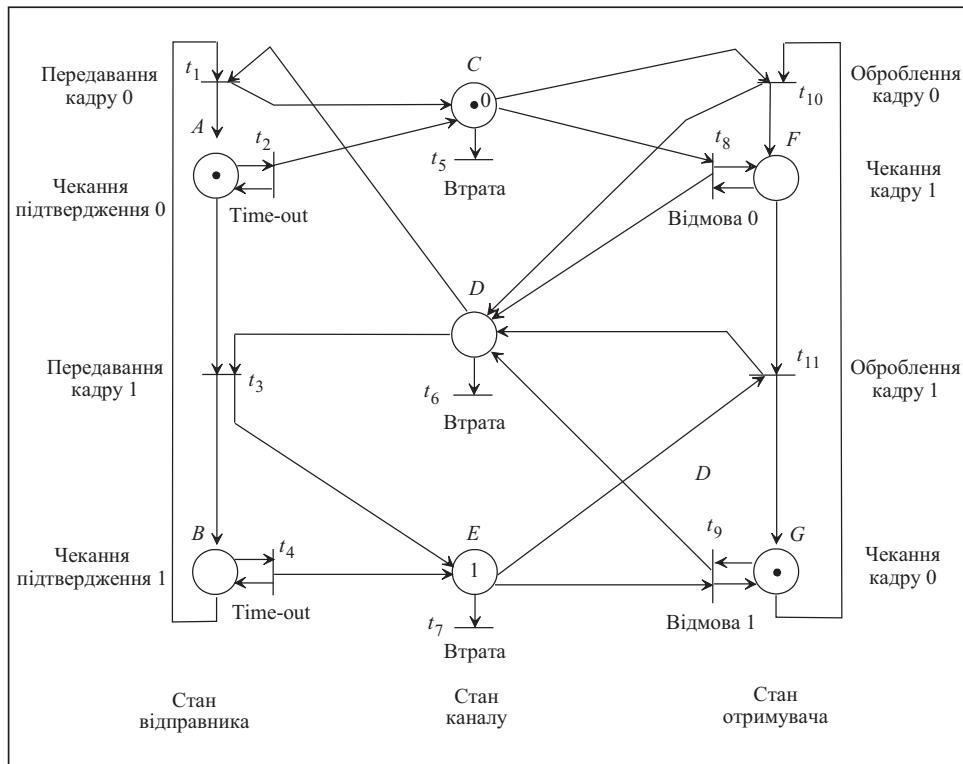 Передавання
кадру 0
t1
C
0
t10
Оброблення
кадру 0
A
t2
t5
Втрата
t8
F
Чекання
підтвердження 0
Time-out
Відмова 0
Чекання
кадру 1
D
Передавання
кадру 1
t3
t6
Втрата
t11
Оброблення
кадру 1
D
B
t4
E
1
t9
G
Чекання
підтвердження 1
Time-out
t7
Втрата
Відмова 1
Чекання
кадру 0
Стан
відправника
Стан
каналу
Стан
отримувача